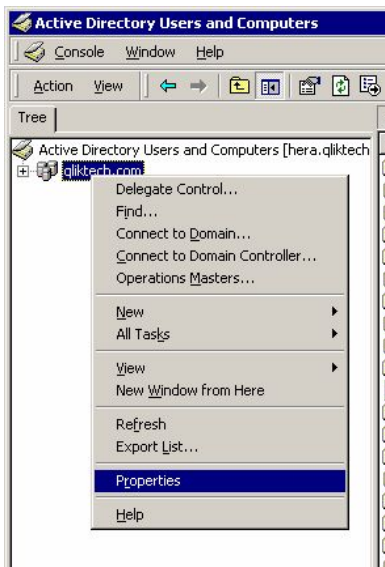 Active Directory Users and Computers
Console Window Help
Action View
Tree
Active Directory Users and Computers [hera.qliktech
qliktech.com
Delegate Control...
Find...
Connect to Domain...
Connect to Domain Controller...
Operations Masters...
New
All Tasks
View
New Window from Here
Refresh
Export List...
Properties
Help